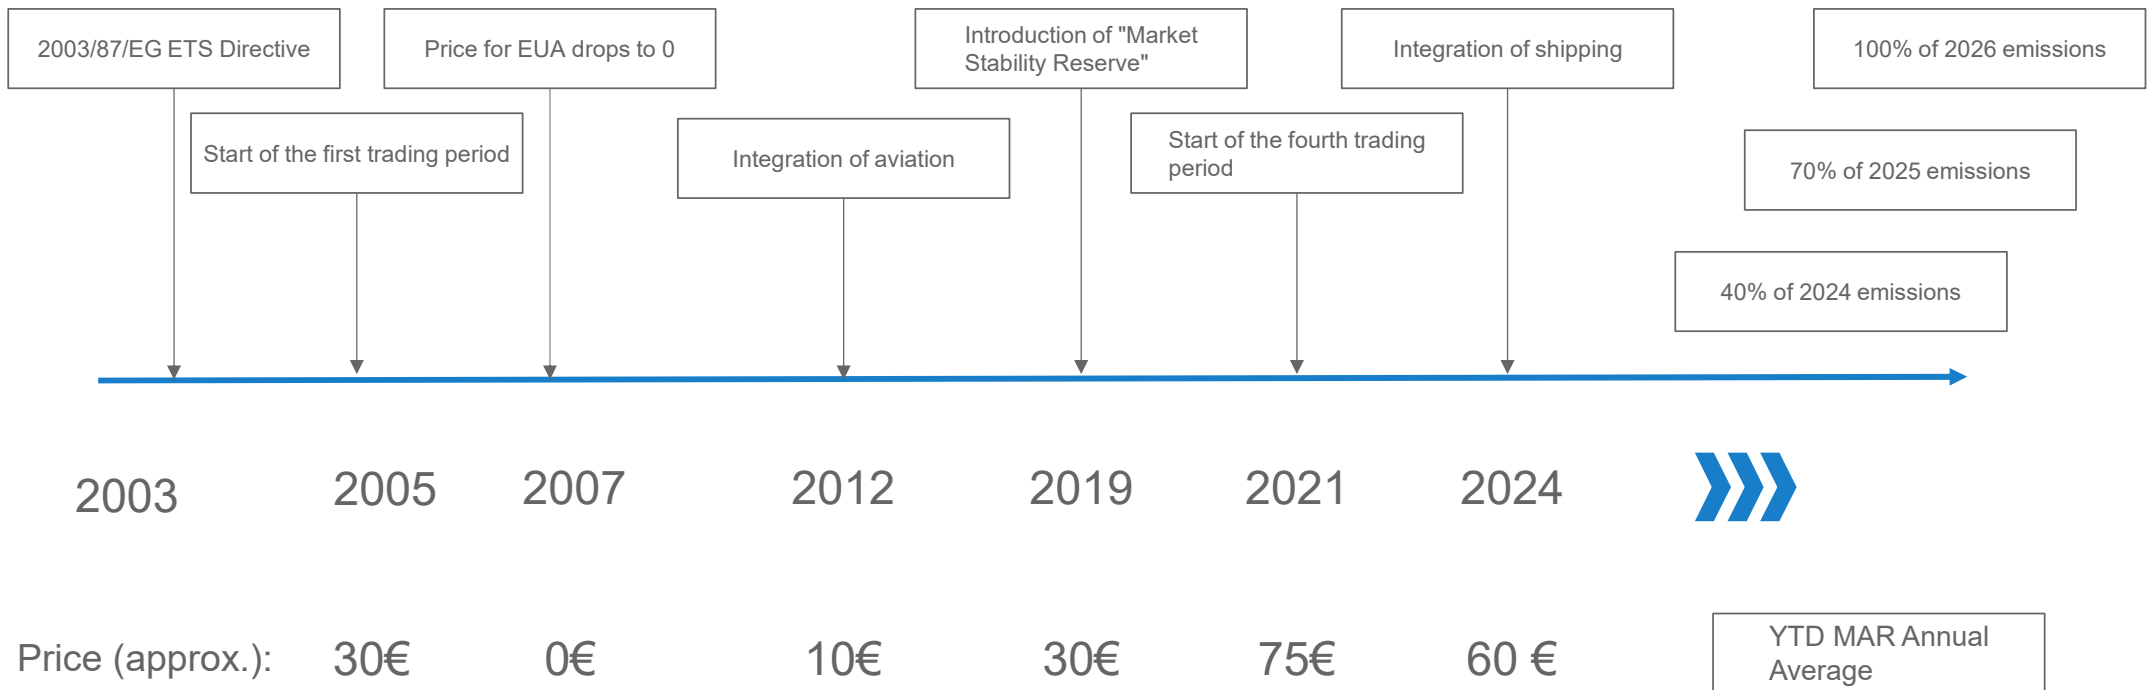 2003/87/EG ETS Directive
Price for EUA drops to 0
Introduction of "Market
Stability Reserve"
Integration of shipping
100% of 2026 emissions
Start of the first trading period
Integration of aviation
Start of the fourth trading
period
70% of 2025 emissions
40% of 2024 emissions
2003
2005
2007
2012
2019
2021
2024
Price (approx.):
30€
0€
10€
30€
75€
60 €
YTD MAR Annual
Average